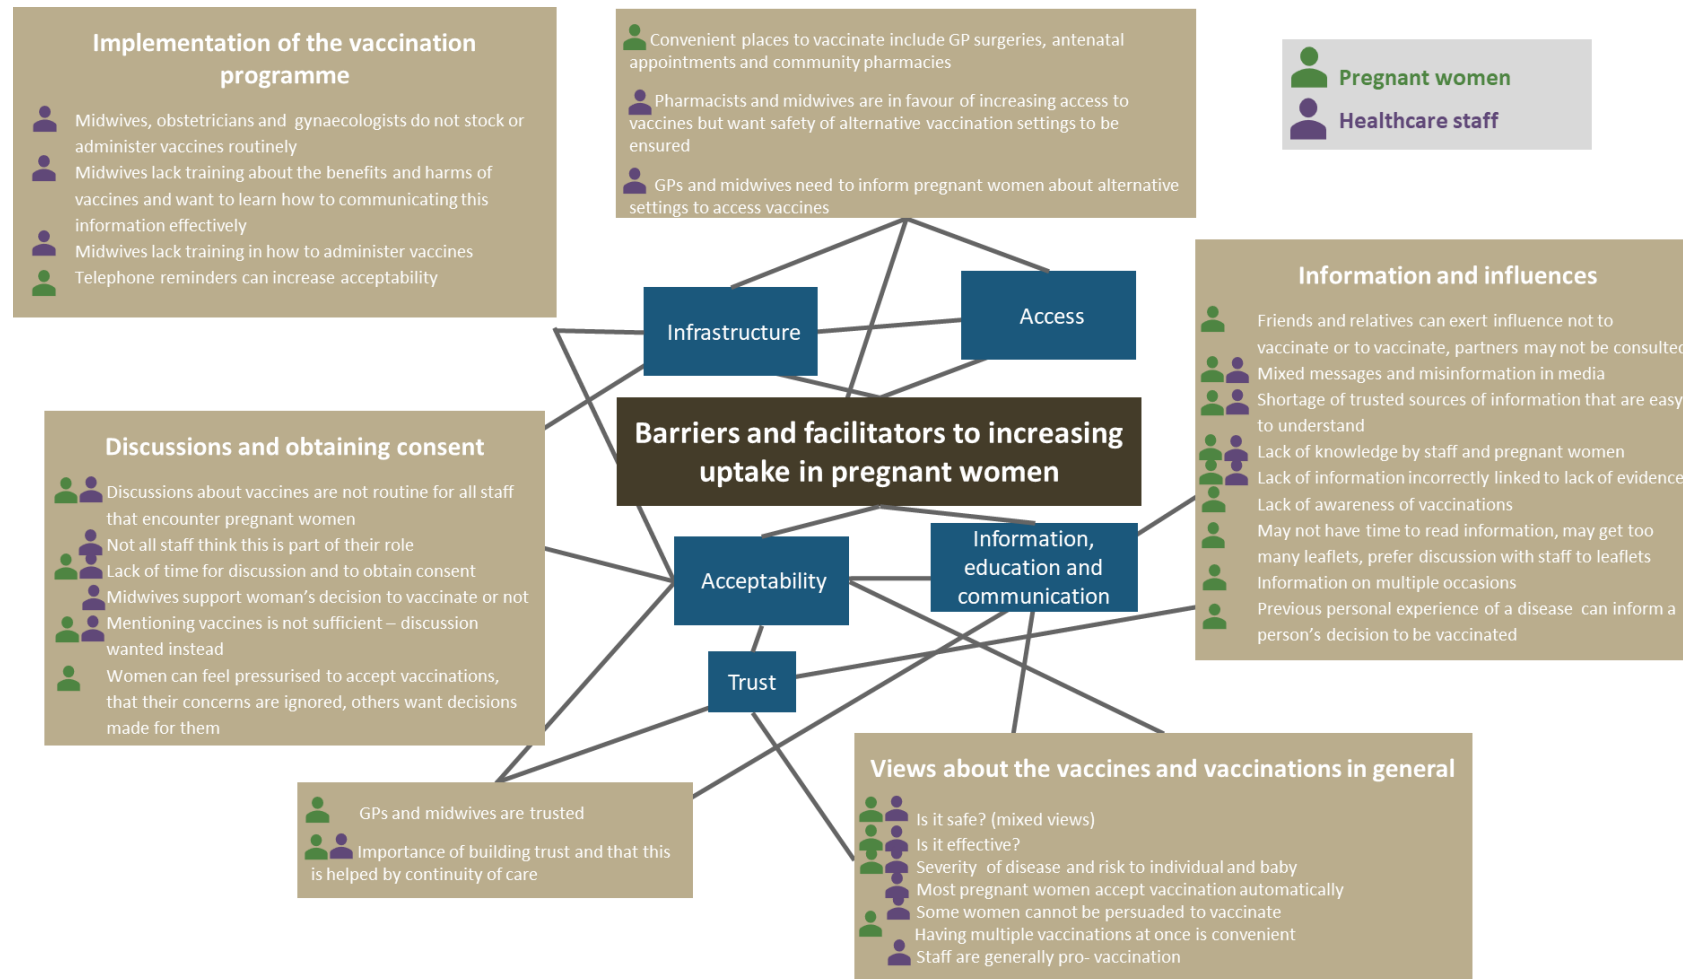 Implementation of the vaccination
programme
Midwives, obstetricians and gynaecologists do not stock or
administer vaccines routinely
Midwives lack training about the benefits and harms of
vaccines and want to learn how to communicating this
information effectively
Midwives lack training in how to administer vaccines
Telephone reminders can increase acceptability
Convenient places to vaccinate include GP surgeries, antenatal
appointments and community pharmacies
Pharmacists and midwives are in favour of increasing access to
vaccines but want safety of alternative vaccination settings to be
ensured
GPs and midwives need to inform pregnant women about alternative
settings to access vaccines
Pregnant women
Healthcare staff
Infrastructure
Access
Information and influences
Friends and relatives can exert influence not to
vaccinate or to vaccinate, partners may not be consulted
Mixed messages and misinformation in media
Shortage of trusted sources of information that are easy
to understand
Lack of knowledge by staff and pregnant women
Lack of information incorrectly linked to lack of evidence
Lack of awareness of vaccinations
May not have time to read information, may get too
many leaflets, prefer discussion with staff to leaflets
Information on multiple occasions
Previous personal experience of a disease can inform a
person's decision to be vaccinated
Barriers and facilitators to increasing
uptake in pregnant women
Discussions and obtaining consent
Discussions about vaccines are not routine for all staff
that encounter pregnant women
Not all staff think this is part of their role
Lack of time for discussion and to obtain consent
Midwives support woman's decision to vaccinate or not
Mentioning vaccines is not sufficient – discussion
wanted instead
Women can feel pressurised to accept vaccinations,
that their concerns are ignored, others want decisions
made for them
Acceptability
Information,
education and
communication
Trust
GPs and midwives are trusted
Importance of building trust and that this
is helped by continuity of care
Views about the vaccines and vaccinations in general
Is it safe? (mixed views)
Is it effective?
Severity of disease and risk to individual and baby
Most pregnant women accept vaccination automatically
Some women cannot be persuaded to vaccinate
Having multiple vaccinations at once is convenient
Staff are generally pro- vaccination